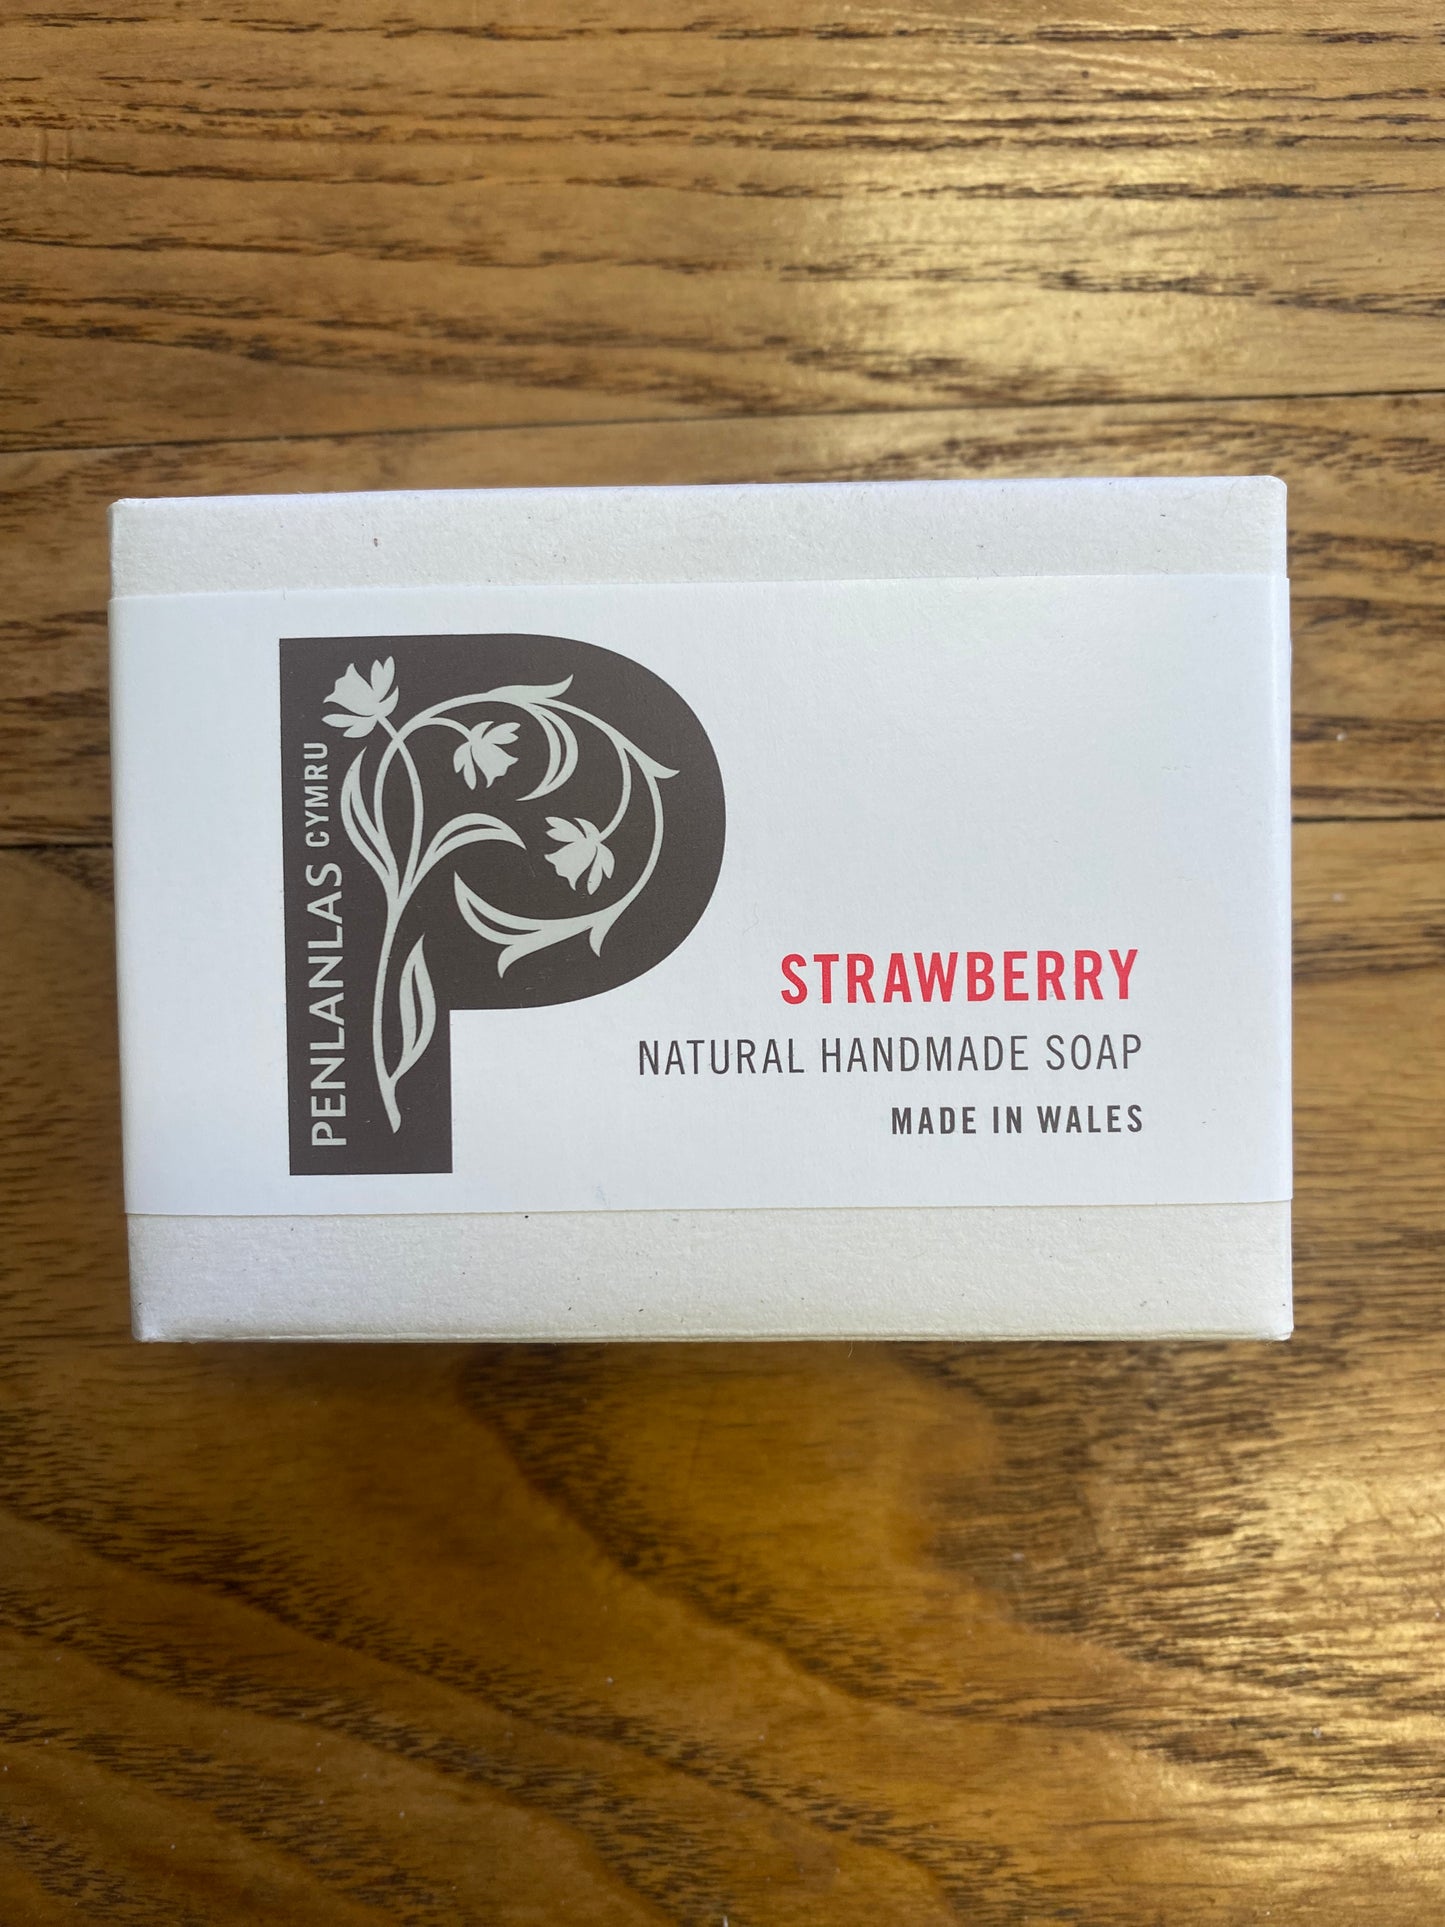 PENLANLAS CYMRU
STRAWBERRY
NATURAL HANDMADE SOAP
MADE IN WALES